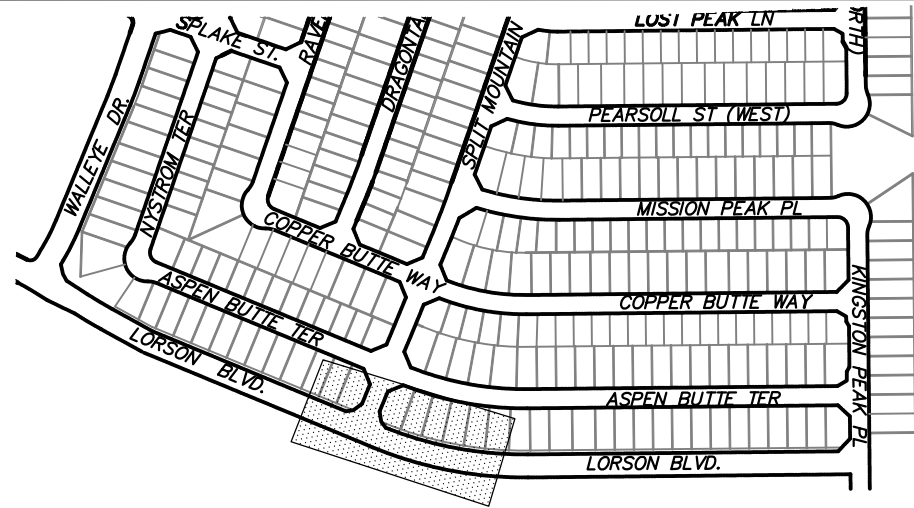 LOST PEAK LN
SPLAKE ST.
DRAGONTA
SPLIT MOUNTAIN
PEARSOLL ST (WEST)
WALLEYE DR.
NYSTROM TER
MISSION PEAK PL
COPPER BUTTE WAY
COPPER BUTTE WAY
KINGSTON PEAK PL
ASPEN BUTTE TER
ASPEN BUTTE TER
LORSON BLVD.
LORSON BLVD.